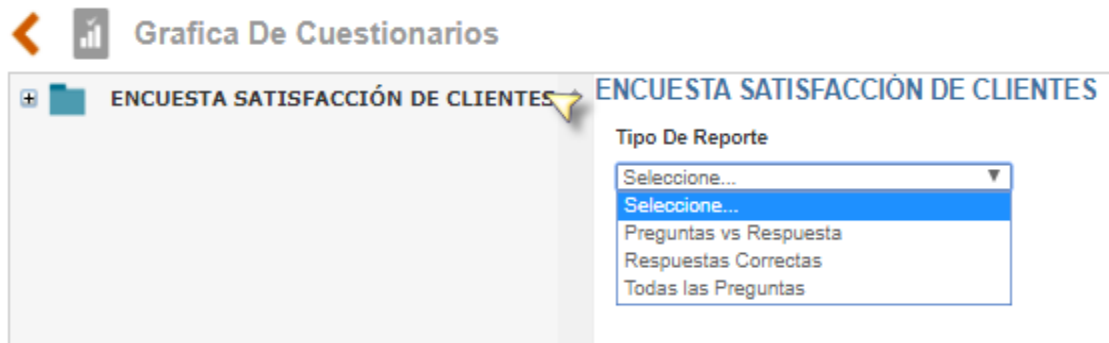 Grafica De Cuestionarios
ENCUESTA SATISFACCIÓN DE CLIENTES
ENCUESTA SATISFACCIÓN DE CLIENTES
Tipo De Reporte
Seleccione...
Seleccione...
Preguntas vs Respuesta
Respuestas Correctas
Todas las Preguntas